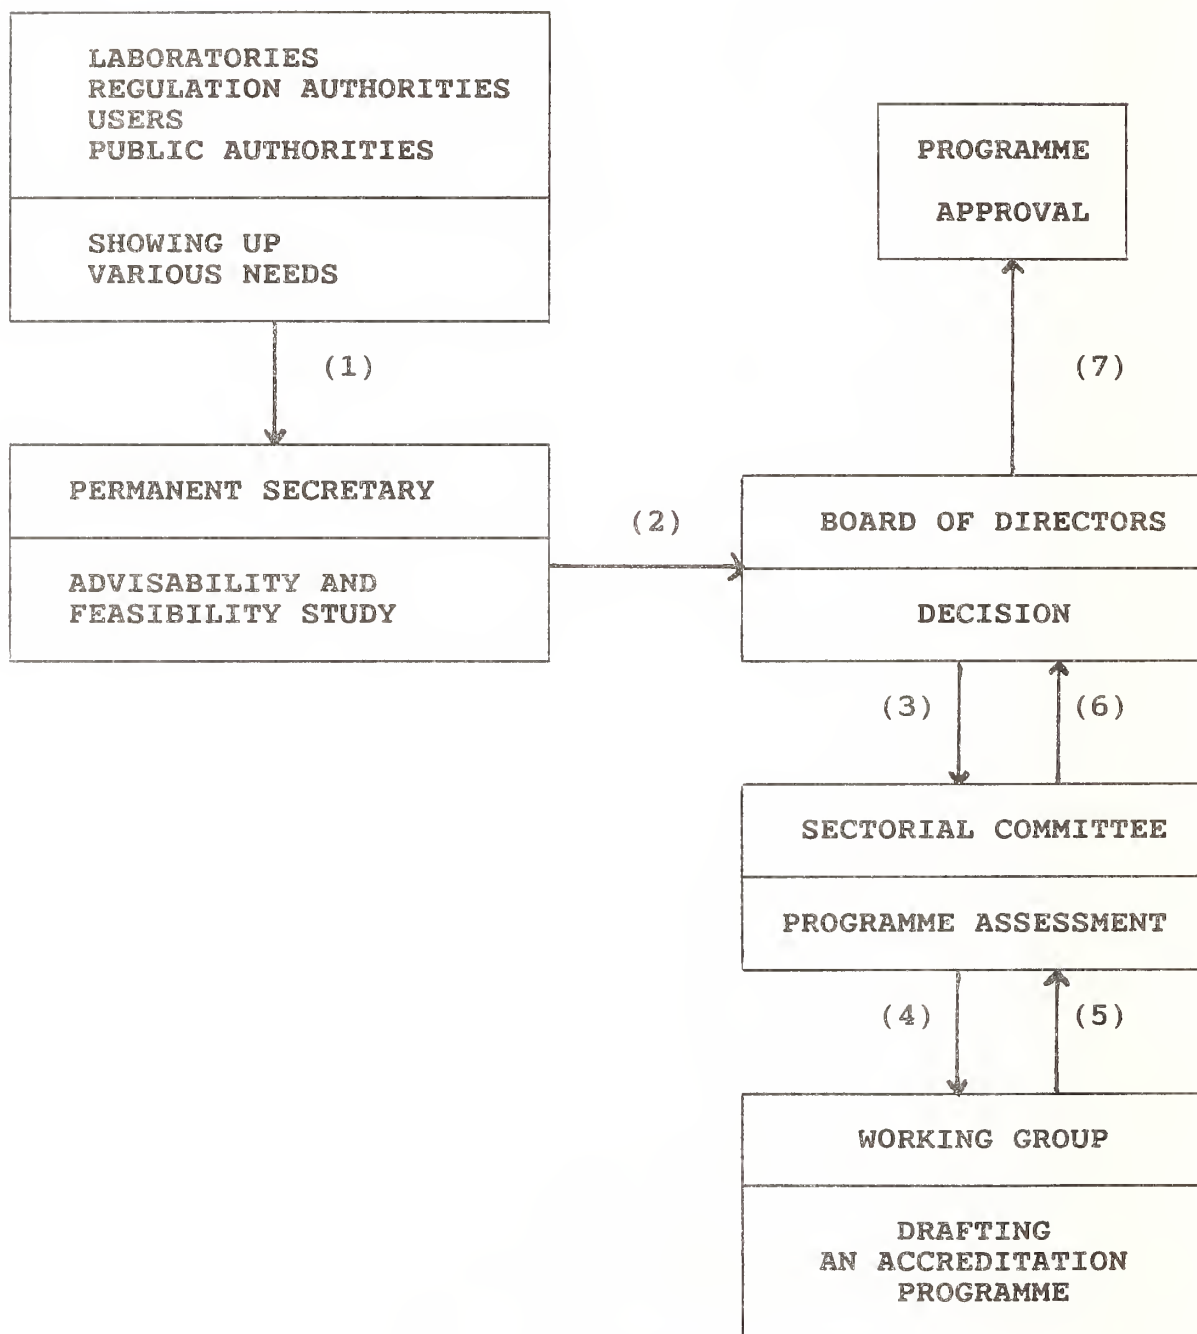 LABORATORIES
REGULATION AUTHORITIES
USERS
PUBLIC AUTHORITIES
SHOWING UP
VARIOUS NEEDS
(1)
PERMANENT SECRETARY
ADVISABILITY AND
FEASIBILITY STUDY
(2)
PROGRAMME
APPROVAL
(7)
BOARD OF DIRECTORS
DECISION
(3)
(6)
SECTORIAL COMMITTEE
PROGRAMME ASSESSMENT
(4)
(5)
WORKING GROUP
DRAFTING
AN ACCREDITATION
PROGRAMME